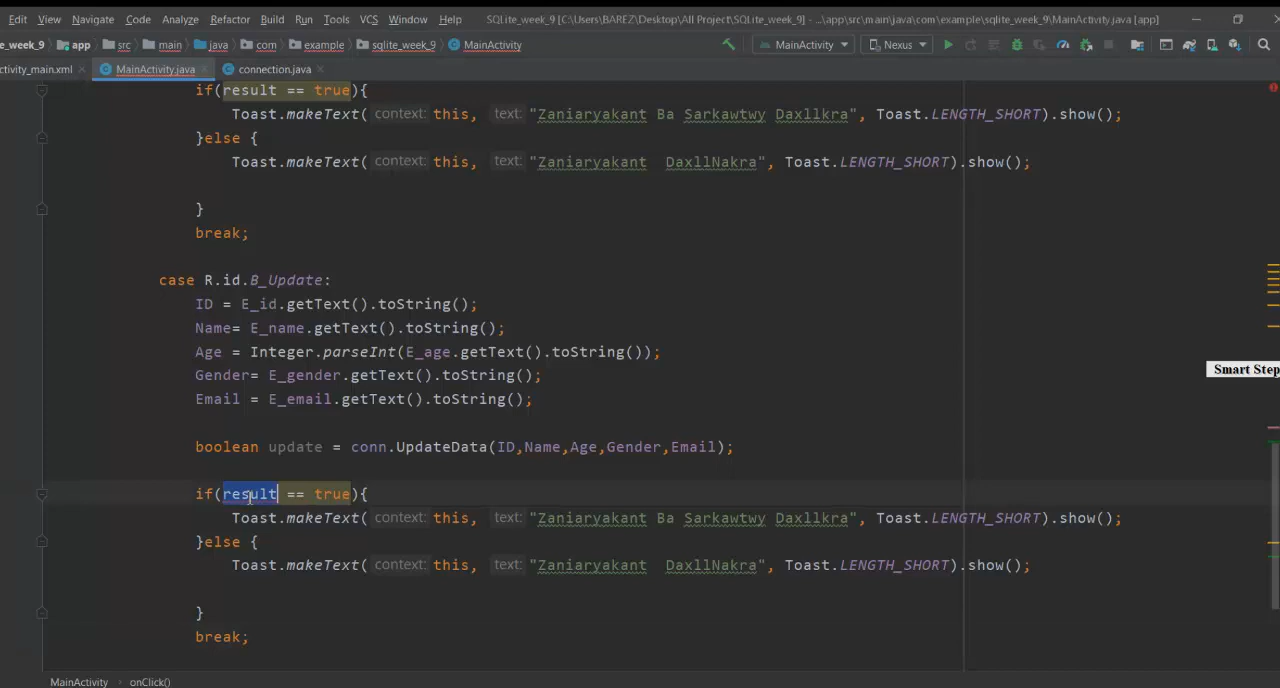 Edit View Navigate Code Analyze Refactor Build Run Tools VCS Window Help SQLite_week_9 [C:\Users\BAREZ\Desktop\All Project\SQLite_week_9] - ...\app\src\main\java\com\example\sqlite_week_9\MainActivity.java [app]
e_week_9 app src main java com example sqlite_week_9 MainActivity MainActivity Nexus
ctivity_main.xml MainActivity.java connection.java
if(result == true){
Toast.makeText( context: this, text: "Zaniaryakant Ba Sarkawtwy Daxllkra", Toast.LENGTH_SHORT).show();
}else {
Toast.makeText( context: this, text: "Zaniaryakant  DaxllNakra", Toast.LENGTH_SHORT).show();
}
break;
case R.id.B_Update:
ID = E_id.getText().toString();
Name= E_name.getText().toString();
Age = Integer.parseInt(E_age.getText().toString());
Gender= E_gender.getText().toString();
Email = E_email.getText().toString();
Smart Step
boolean update = conn.UpdateData(ID,Name,Age,Gender,Email);
if(result == true){
Toast.makeText( context: this, text: "Zaniaryakant Ba Sarkawtwy Daxllkra", Toast.LENGTH_SHORT).show();
}else {
Toast.makeText( context: this, text: "Zaniaryakant  DaxllNakra", Toast.LENGTH_SHORT).show();
}
break;
MainActivity › onClick()